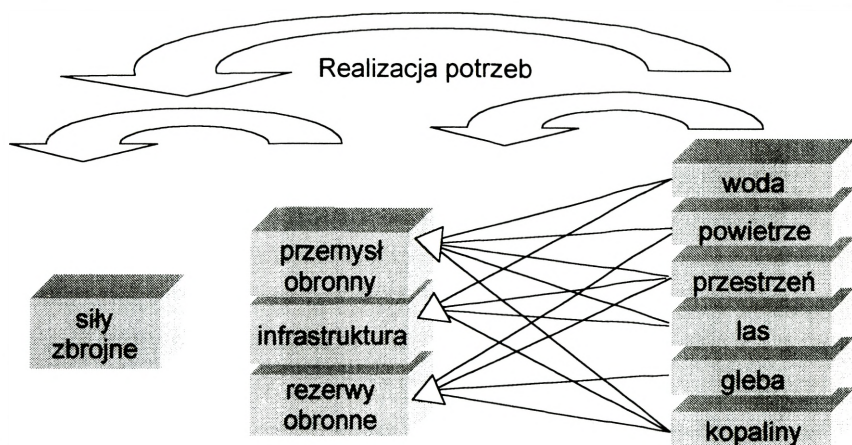 Realizacja potrzeb
siły
zbrojne
przemysł
obronny
infrastruktura
rezerwy
obronne
woda
powietrze
przestrzeń
las
gleba
kopaliny